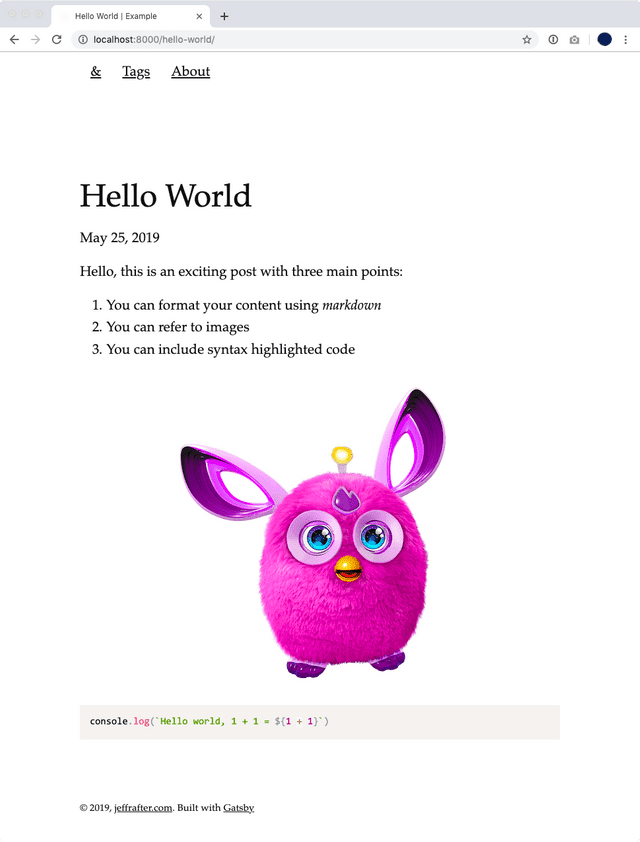 Hello World | Example
localhost:8000/hello-world/
& Tags About
Hello World
May 25, 2019
Hello, this is an exciting post with three main points:
1. You can format your content using markdown
2. You can refer to images
3. You can include syntax highlighted code
console.log(`Hello world, 1 + 1 = ${1 + 1}`)
© 2019, jeffrafter.com. Built with Gatsby